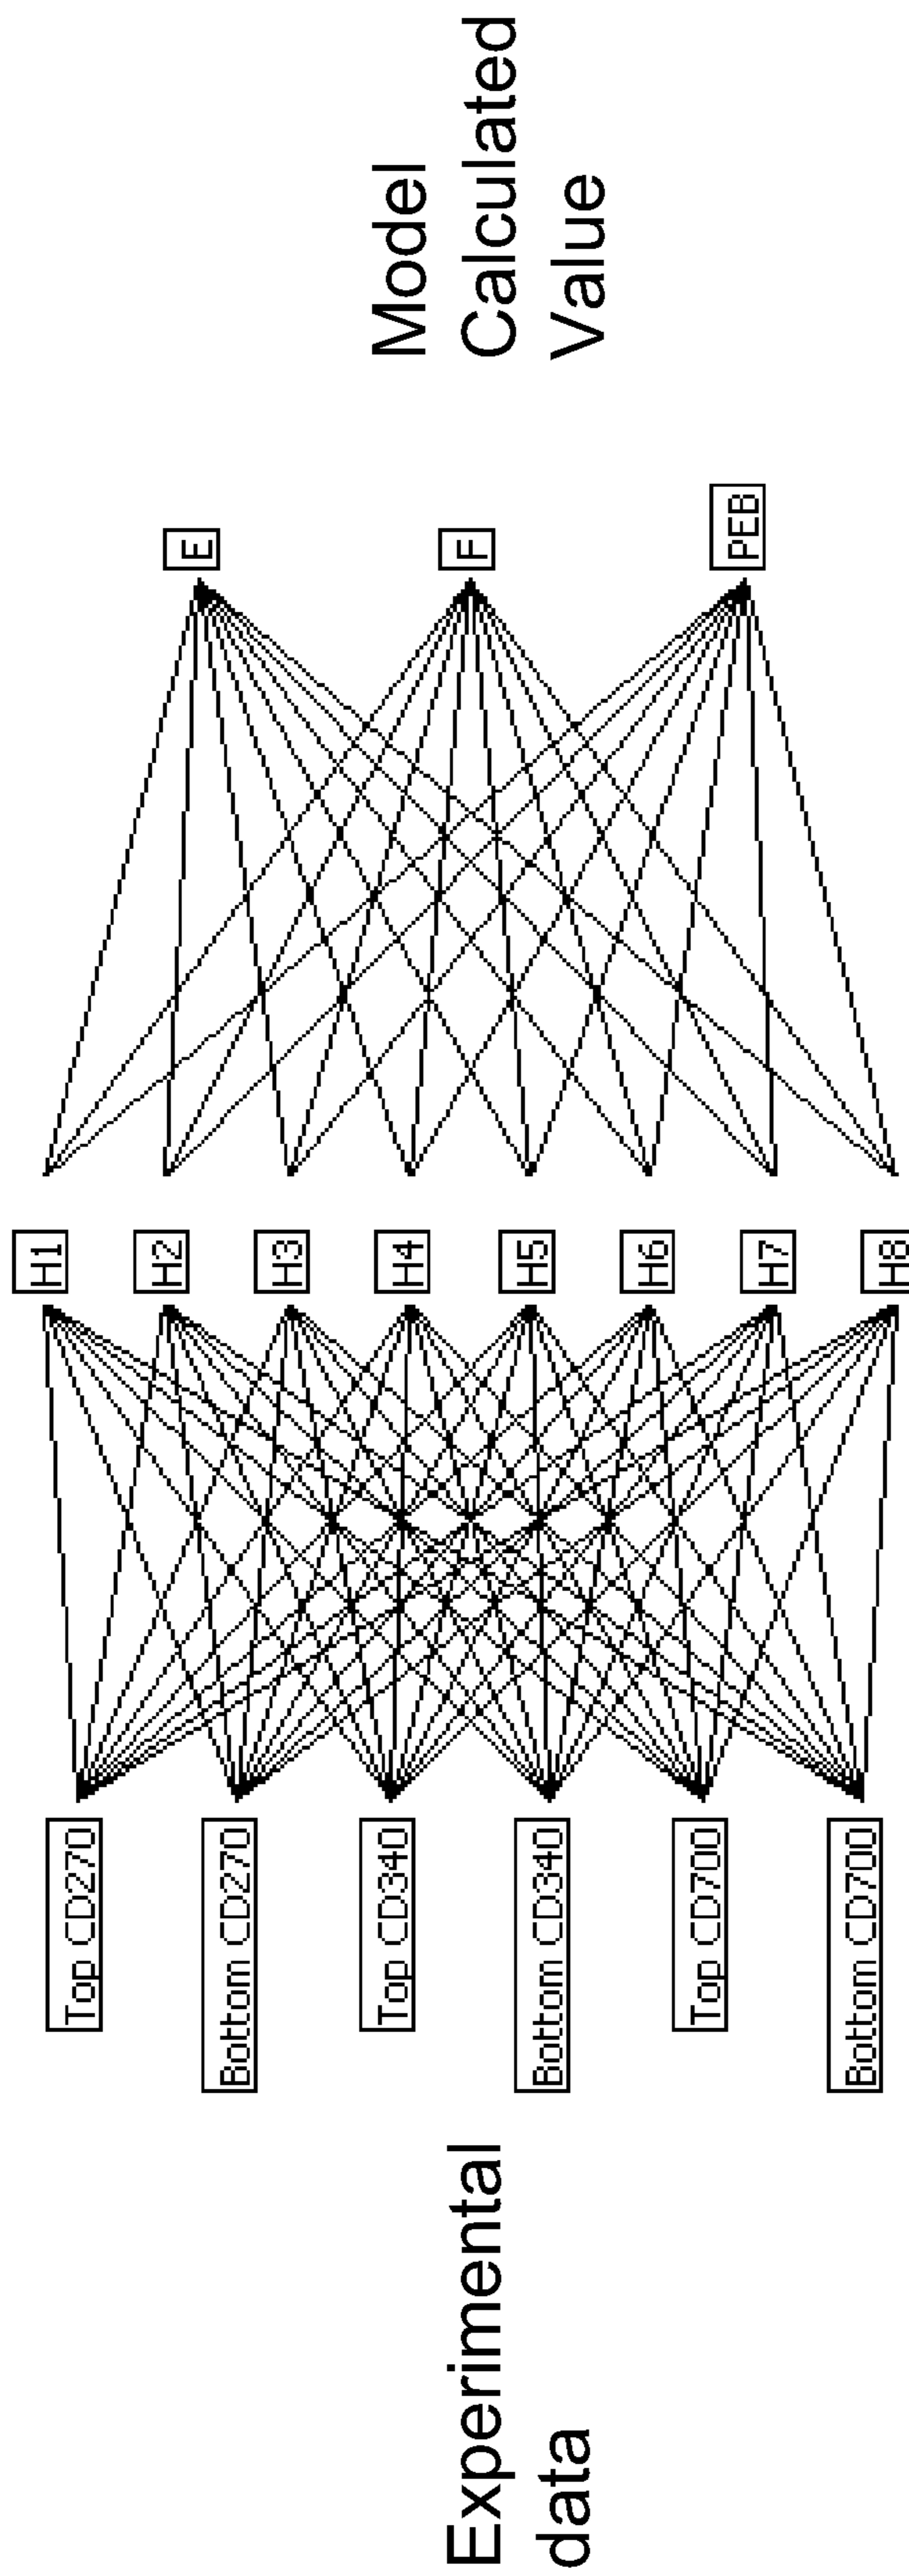 Experimental
data
Top CD270
Bottom CD270
Top CD340
Bottom CD340
Top CD700
Bottom CD700
H1
H2
H3
H4
H5
H6
H7
H8
E
F
PEB
Model
Calculated
Value